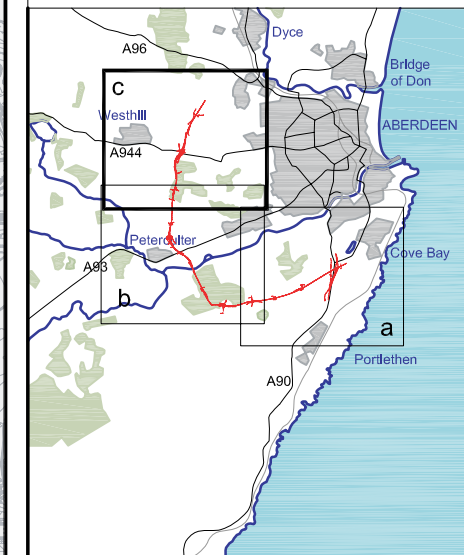 Dyce
A96
Bridge
of Don
c
Westhill
ABERDEEN
A944
Peterculter
Cove Bay
A93
b
a
Portlethen
A90